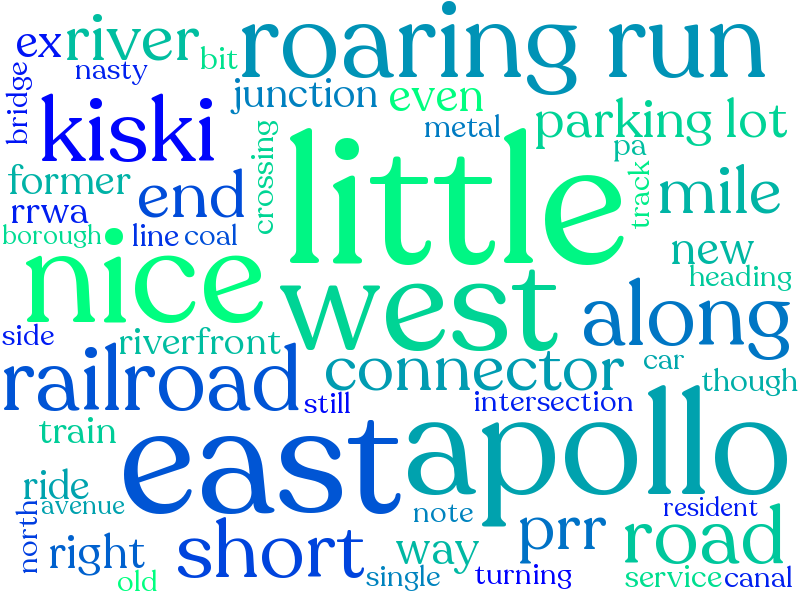 ex
river
bit
roaring run
nasty
bridge
kiski
junction
even
metal
parking lot
pa
former
end
crossing
little
track
mile
rrwa
borough
line
coal
nice
west
new
heading
along
side
riverfront
railroad
connector
car
though
still
intersection
train
east
apollo
ride
avenue
north
right
short
note
way
prr
resident
road
old
single
turning
service
canal